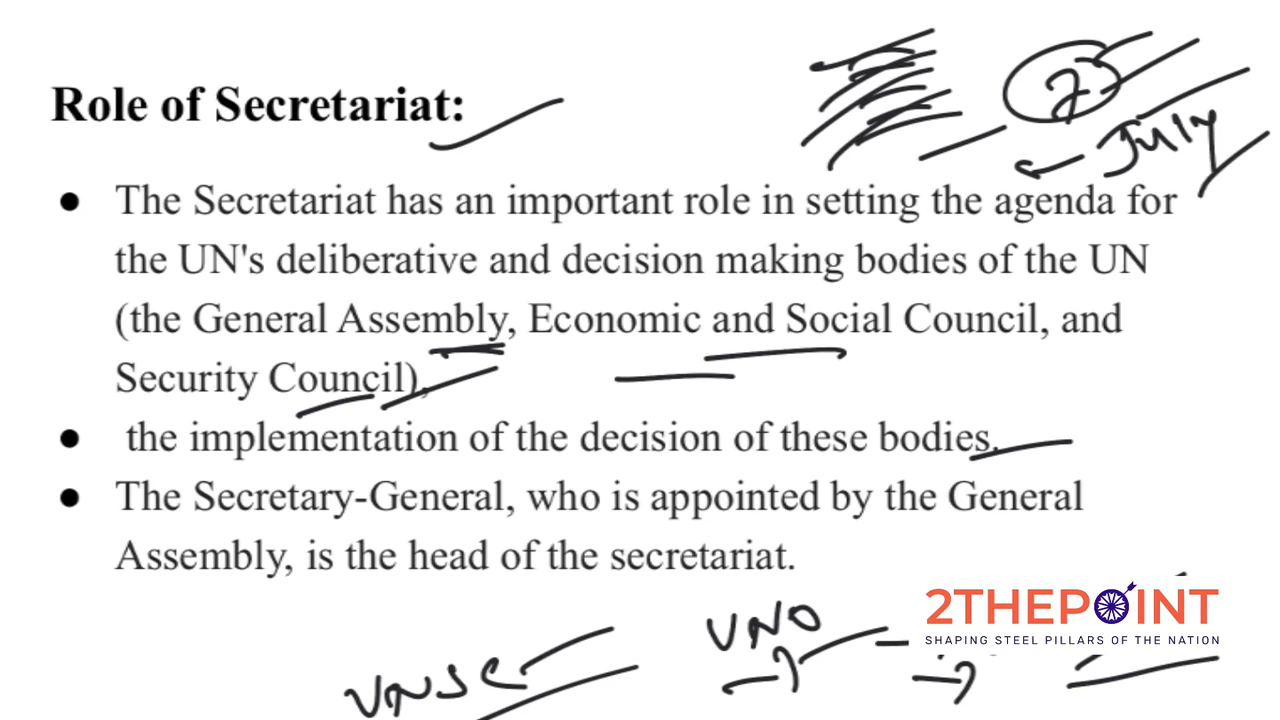 Role of Secretariat:
7
July
● The Secretariat has an important role in setting the agenda for
the UN's deliberative and decision making bodies of the UN
(the General Assembly, Economic and Social Council, and
Security Council),
● the implementation of the decision of these bodies.
● The Secretary-General, who is appointed by the General
Assembly, is the head of the secretariat.
2THEPOINT
SHAPING STEEL PILLARS OF THE NATION
UNO
UNSC